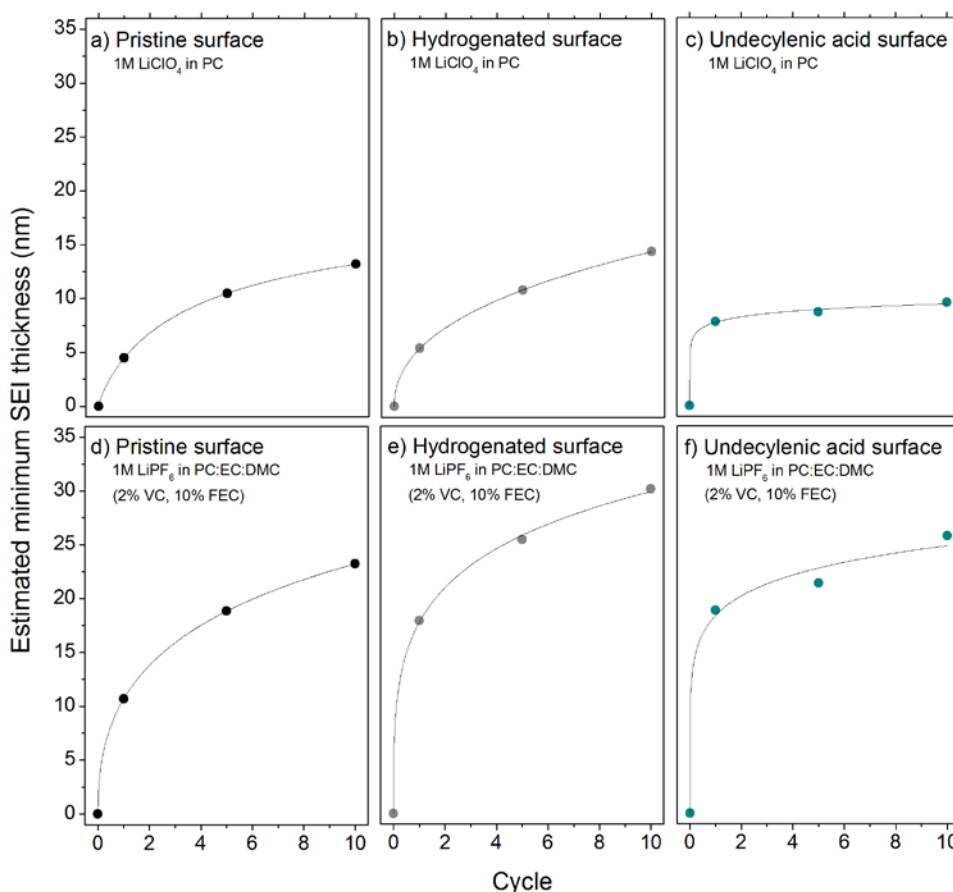 Estimated minimum SEI thickness (nm)
a) Pristine surface
1M LiClO₄ in PC
35
30
25
20
15
10
5
0
b) Hydrogenated surface
1M LiClO₄ in PC
c) Undecylenic acid surface
1M LiClO₄ in PC
d) Pristine surface
1M LiPF₆ in PC:EC:DMC
(2% VC, 10% FEC)
35
30
25
20
15
10
5
0
0 2 4 6 8 10
e) Hydrogenated surface
1M LiPF₆ in PC:EC:DMC
(2% VC, 10% FEC)
0 2 4 6 8 10
f) Undecylenic acid surface
1M LiPF₆ in PC:EC:DMC
(2% VC, 10% FEC)
0 2 4 6 8 10
Cycle